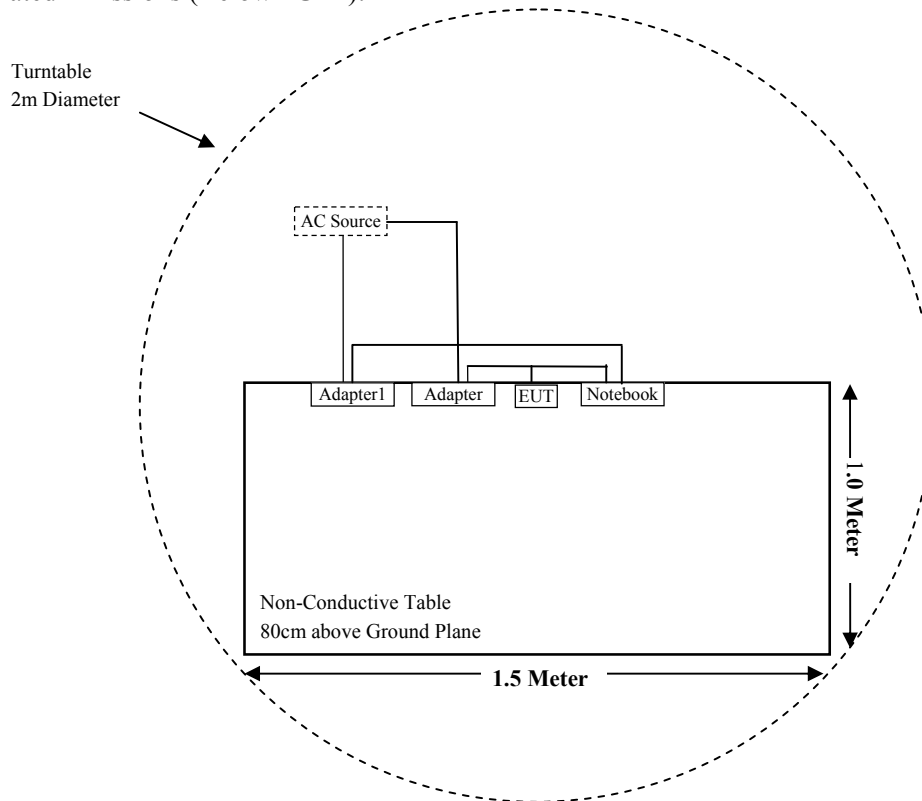 Turntable
2m Diameter
AC Source
Adapter1
Adapter
EUT
Notebook
1.0 Meter
Non-Conductive Table
80cm above Ground Plane
1.5 Meter